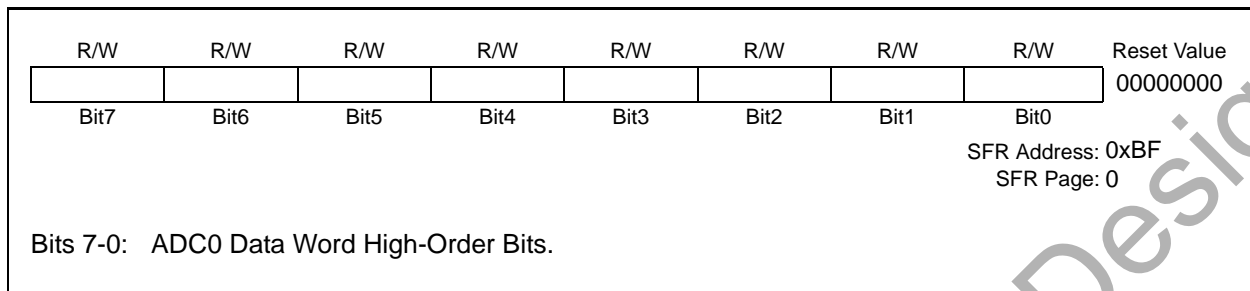 R/W R/W R/W R/W R/W R/W R/W R/W Reset Value
00000000
Bit7 Bit6 Bit5 Bit4 Bit3 Bit2 Bit1 Bit0
SFR Address: 0xBF
SFR Page: 0
Bits 7-0: ADC0 Data Word High-Order Bits.